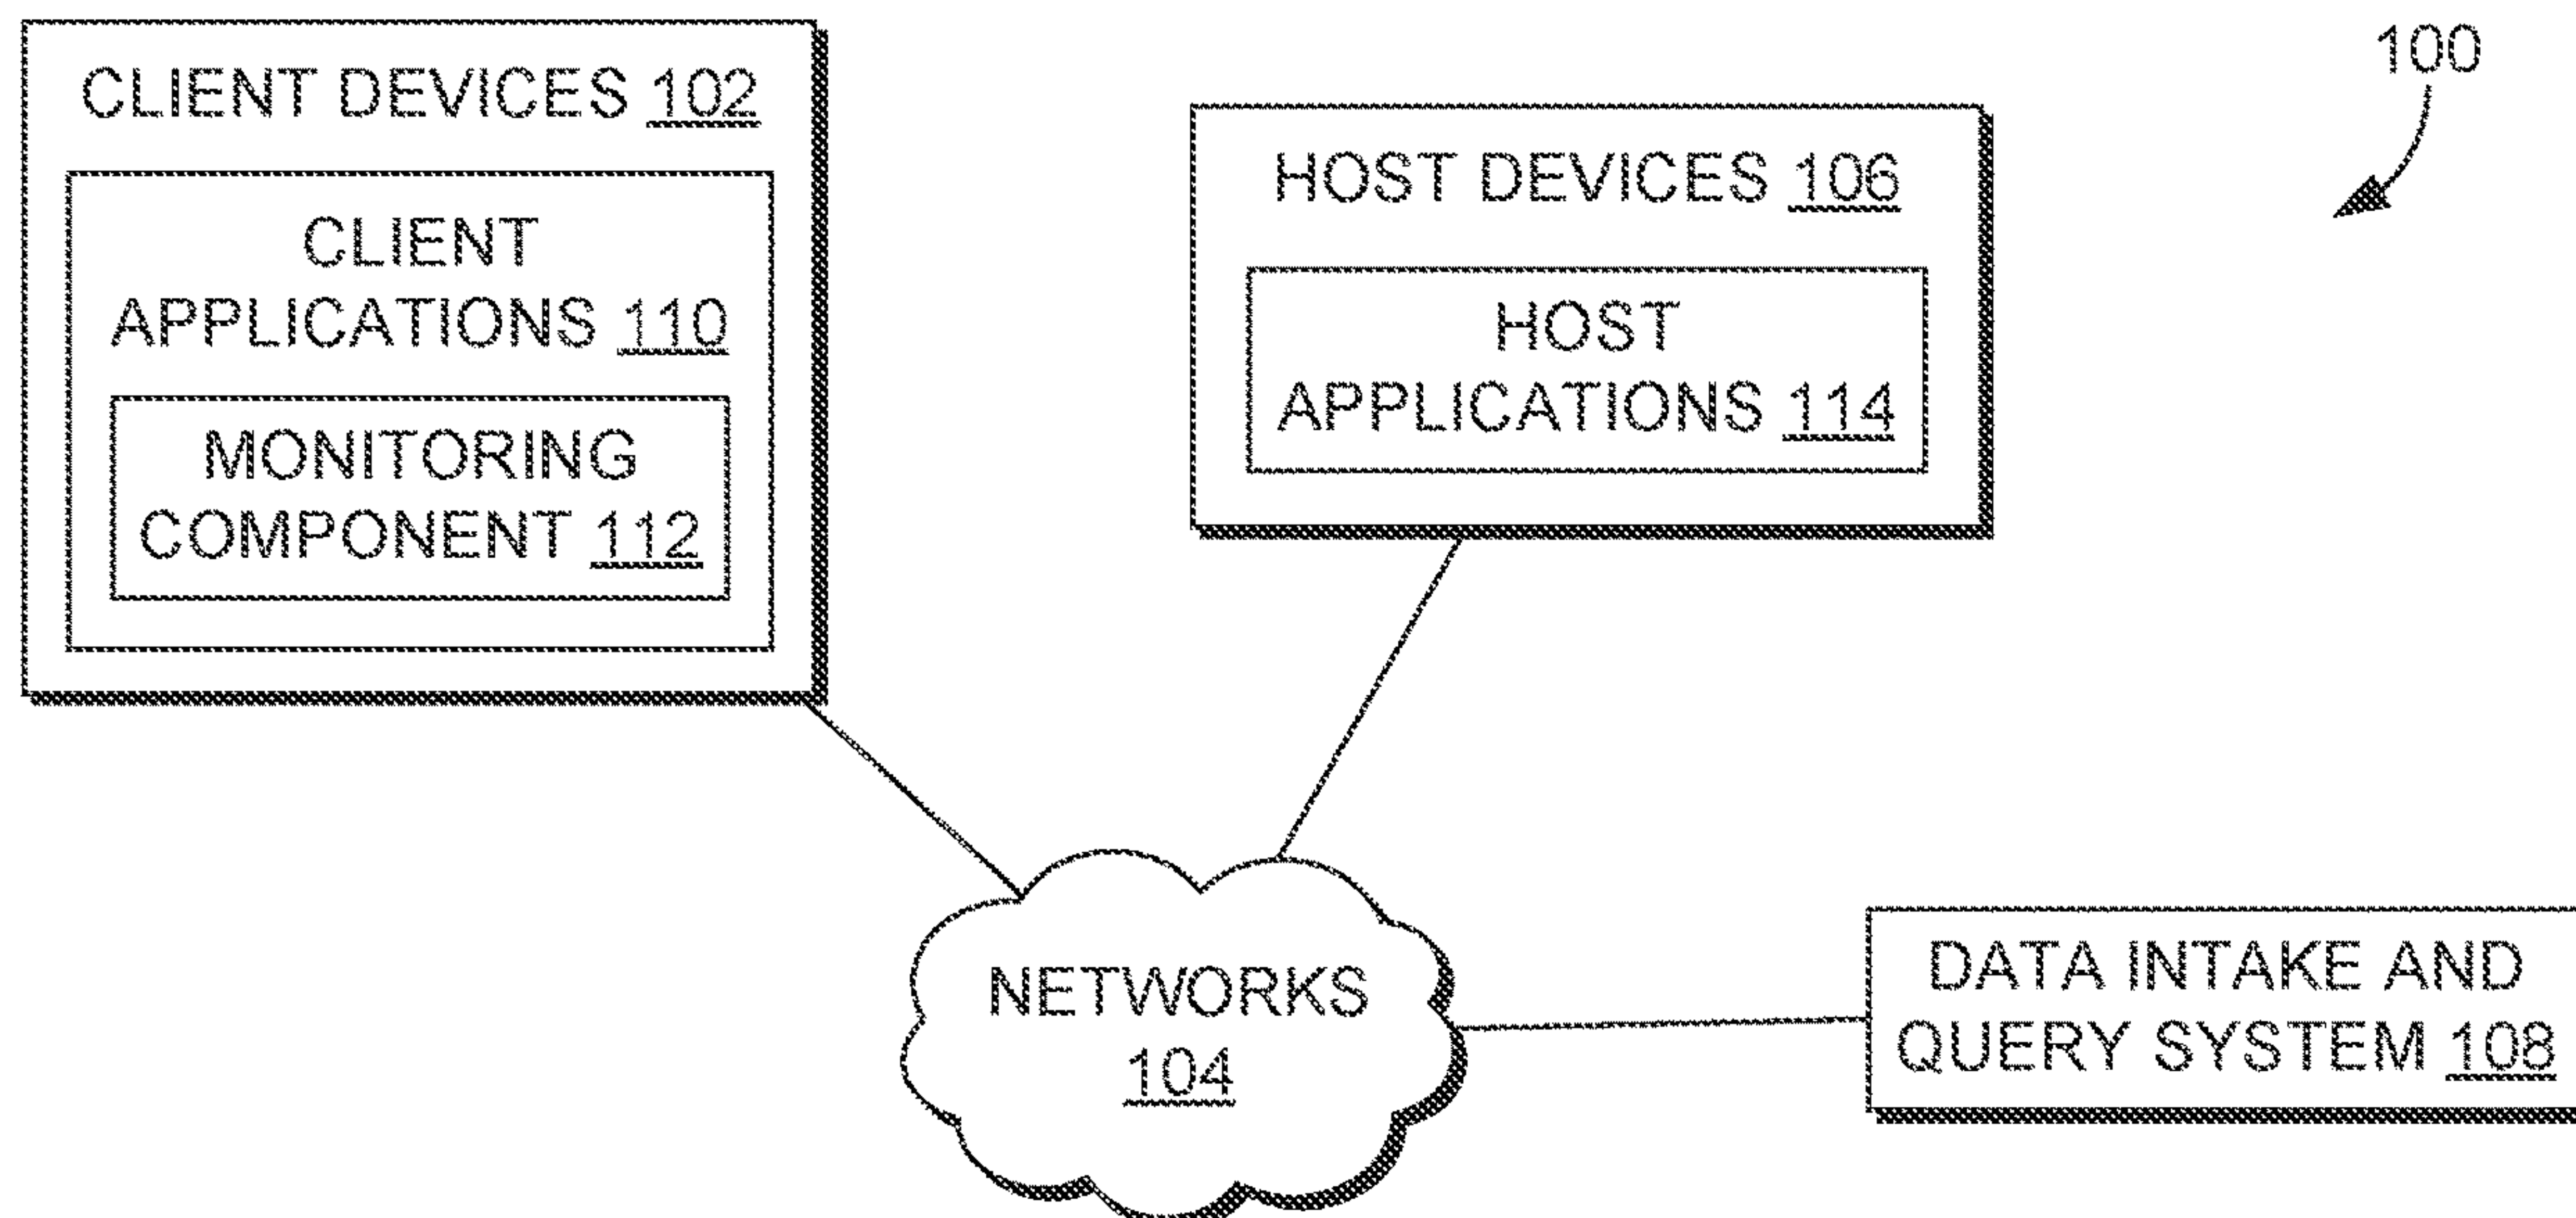 CLIENT DEVICES 102
CLIENT
APPLICATIONS 110
MONITORING
COMPONENT 112
HOST DEVICES 106
HOST
APPLICATIONS 114
100
NETWORKS
104
DATA INTAKE AND
QUERY SYSTEM 108